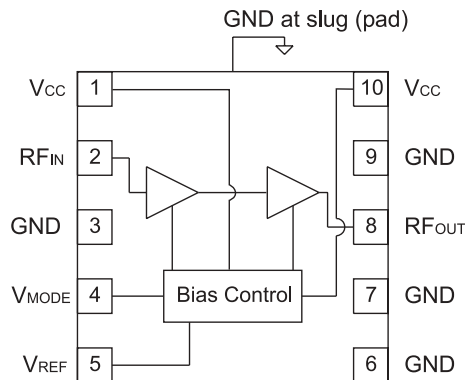 GND at slug (pad)
VCC 1
10 VCC
RFIN 2
9 GND
GND 3
8 RFOUT
VMODE 4
Bias Control
7 GND
VREF 5
6 GND